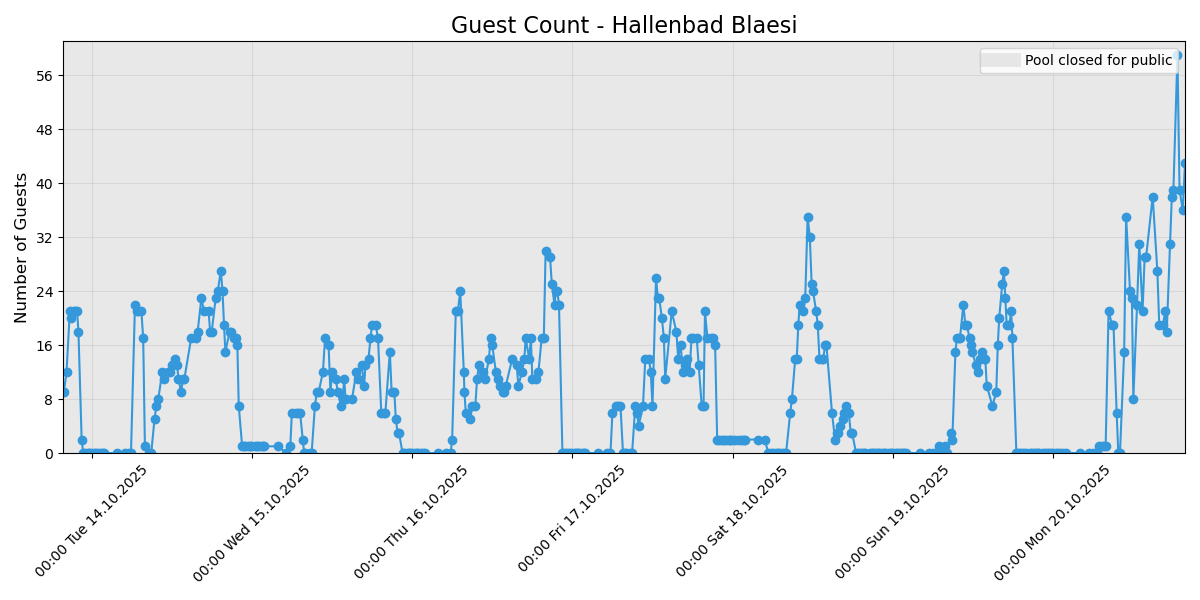 Guest Count - Hallenbad Blaesi
Pool closed for public
Number of Guests
56
48
40
32
24
16
8
0
00:00 Tue 14.10.2025
00:00 Wed 15.10.2025
00:00 Thu 16.10.2025
00:00 Fri 17.10.2025
00:00 Sat 18.10.2025
00:00 Sun 19.10.2025
00:00 Mon 20.10.2025